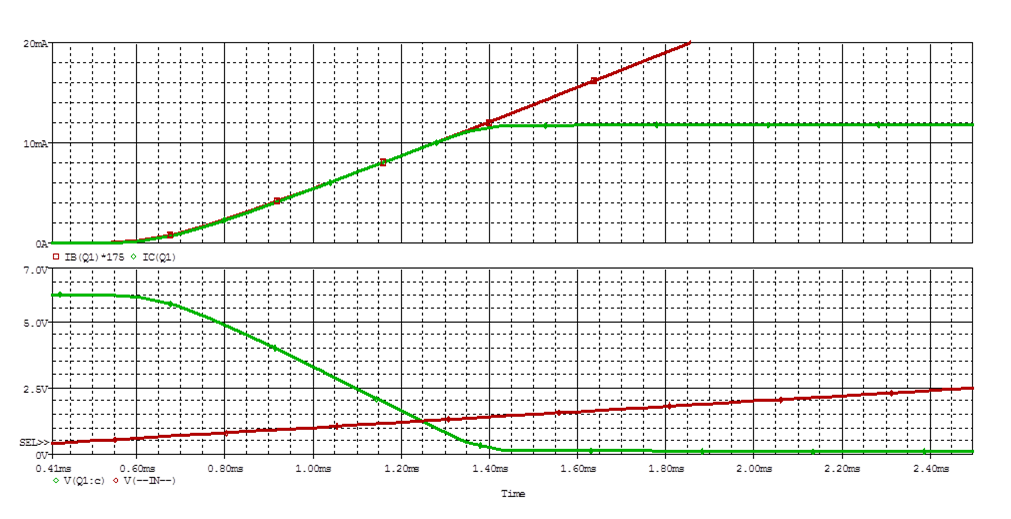 20mA
10mA
0A
IB(Q1)*175 IC(Q1)
7.0V
5.0V
2.5V
SEL>>
0V
0.41ms 0.60ms 0.80ms 1.00ms 1.20ms 1.40ms 1.60ms 1.80ms 2.00ms 2.20ms 2.40ms
V(Q1:c) V(--IN--)
Time